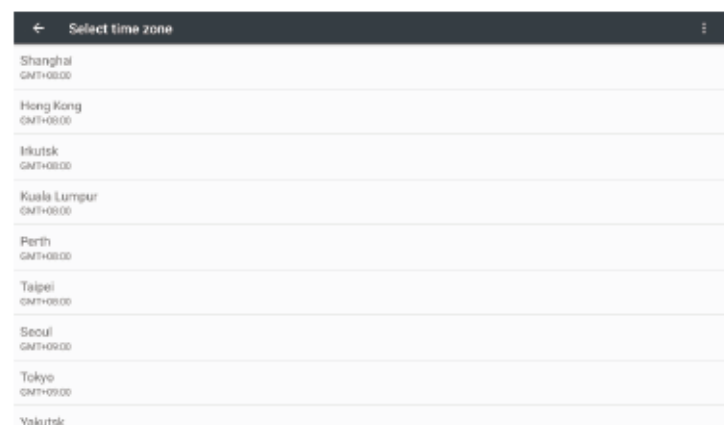 Select time zone
Shanghai
GMT+08:00
Hong Kong
GMT+08:00
Irkutsk
GMT+08:00
Kuala Lumpur
GMT+08:00
Perth
GMT+08:00
Taipei
GMT+08:00
Seoul
GMT+09:00
Tokyo
GMT+09:00
Yakutsk